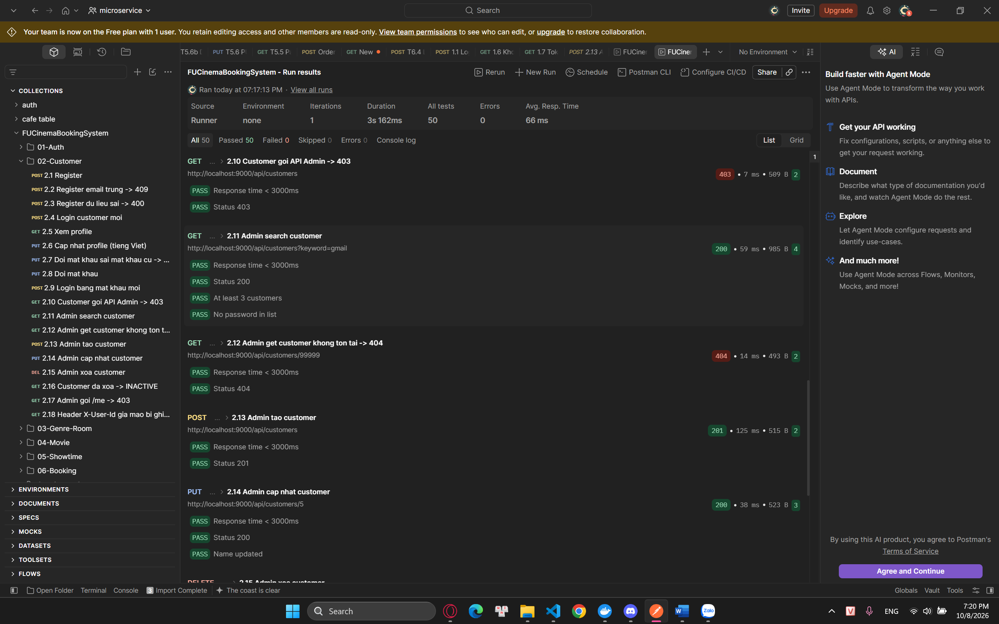 microservice
Search
Invite
Upgrade
Your team is now on the Free plan with 1 user. You retain editing access and other members are read-only. View team permissions to see who can edit, or upgrade to restore collaboration.
T5.6b
PUT T5.6
GET T5.5
POST Order
GET New
POST T6.4
POST 1.1 Lo
GET 1.6
GET 1.7 Tok
POST 2.13
FUCiner
FUCiner
No Environment
AI
FUCinemaBookingSystem - Run results
Rerun
New Run
Schedule
Postman CLI
Configure CI/CD
Share
Ran today at 07:17:13 PM · View all runs
Source Environment Iterations Duration All tests Errors Avg. Resp. Time
Runner none 1 3s 162ms 50 0 66 ms
All 50 Passed 50 Failed 0 Skipped 0 Errors 0 Console log
List Grid
COLLECTIONS
auth
cafe table
FUCinemaBookingSystem
01-Auth
02-Customer
POST 2.1 Register
POST 2.2 Register email trung -> 409
POST 2.3 Register du lieu sai -> 400
POST 2.4 Login customer moi
GET 2.5 Xem profile
PUT 2.6 Cap nhat profile (tieng Viet)
PUT 2.7 Doi mat khau sai mat khau cu -> ...
PUT 2.8 Doi mat khau
POST 2.9 Login bang mat khau moi
GET 2.10 Customer goi API Admin -> 403
GET 2.11 Admin search customer
GET 2.12 Admin get customer khong ton t...
POST 2.13 Admin tao customer
PUT 2.14 Admin cap nhat customer
DEL 2.15 Admin xoa customer
GET 2.16 Customer da xoa -> INACTIVE
GET 2.17 Admin goi /me -> 403
GET 2.18 Header X-User-Id gia mao bi ghi...
03-Genre-Room
04-Movie
05-Showtime
06-Booking
ENVIRONMENTS
DOCUMENTS
SPECS
MOCKS
DATASETS
TOOLSETS
FLOWS
1
GET ... > 2.10 Customer goi API Admin -> 403
http://localhost:9000/api/customers
403 • 7 ms • 509 B 2
PASS Response time < 3000ms
PASS Status 403
GET ... > 2.11 Admin search customer
http://localhost:9000/api/customers?keyword=gmail
200 • 59 ms • 985 B 4
PASS Response time < 3000ms
PASS Status 200
PASS At least 3 customers
PASS No password in list
GET ... > 2.12 Admin get customer khong ton tai -> 404
http://localhost:9000/api/customers/99999
404 • 14 ms • 493 B 2
PASS Response time < 3000ms
PASS Status 404
POST ... > 2.13 Admin tao customer
http://localhost:9000/api/customers
201 • 125 ms • 515 B 2
PASS Response time < 3000ms
PASS Status 201
PUT ... > 2.14 Admin cap nhat customer
http://localhost:9000/api/customers/5
200 • 38 ms • 523 B 3
PASS Response time < 3000ms
PASS Status 200
PASS Name updated
DELETE ... > 2.15 Admin xoa customer
Build faster with Agent Mode
Use Agent Mode to transform the way you work
with APIs.
Get your API working
Fix configurations, scripts, or anything else to
get your request working.
Document
Describe what type of documentation you'd
like, and watch Agent Mode do the rest.
Explore
Let Agent Mode configure requests and
identify use-cases.
And much more!
Use Agent Mode across Flows, Monitors,
Mocks, and more!
By using this AI product, you agree to Postman's
Terms of Service
Agree and Continue
Open Folder
Terminal
Console
3 Import Complete
The coast is clear
Globals
Vault
Tools
Search
Zalo
V
ENG
7:20 PM
10/8/2026